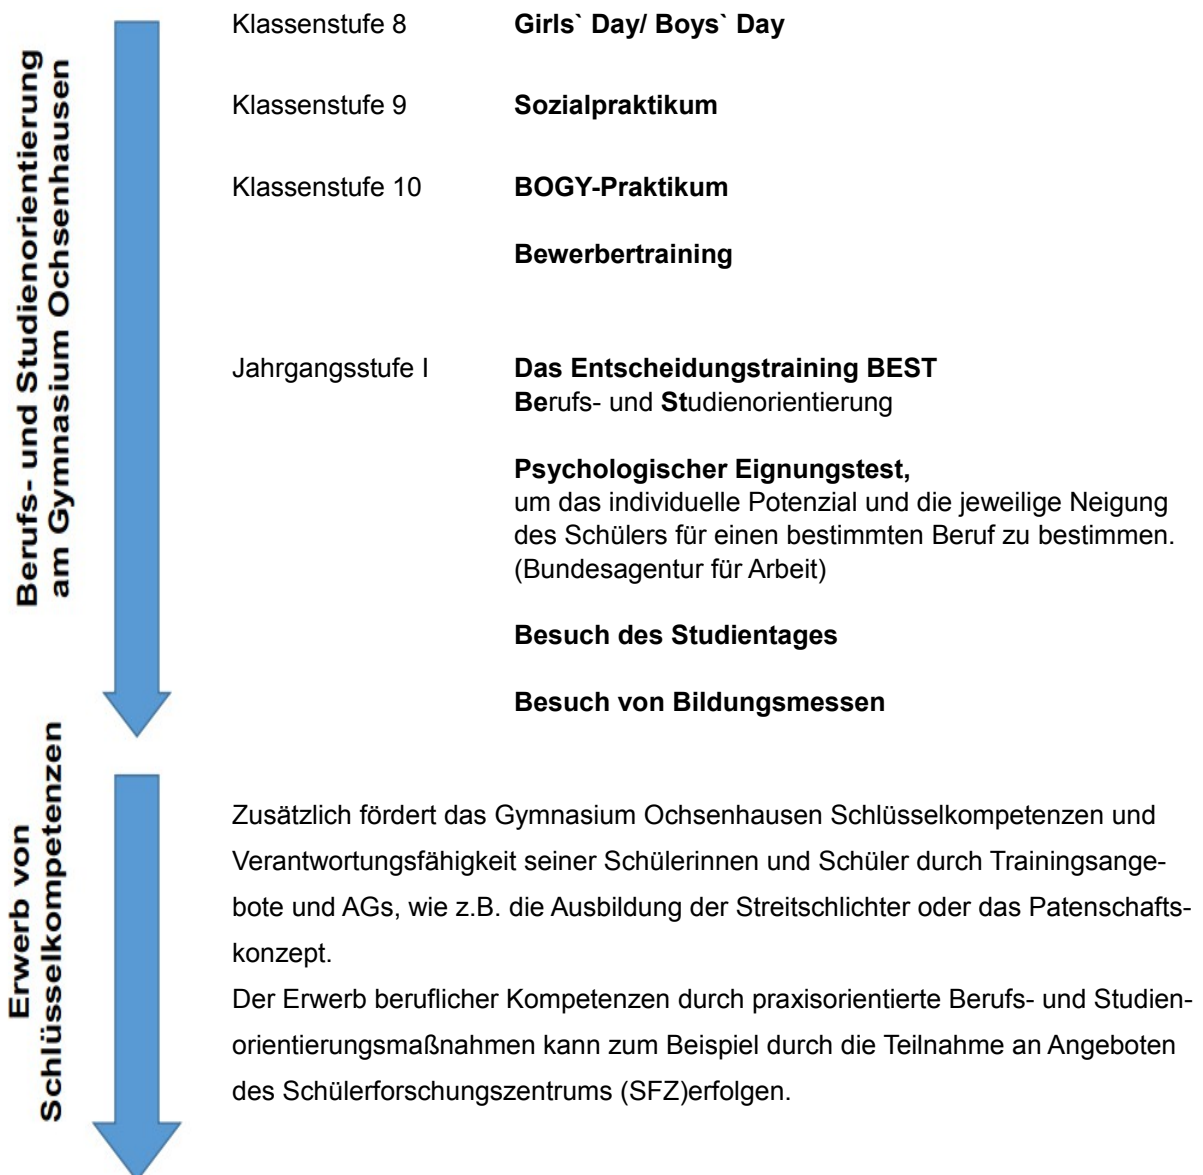 Berufs- und Studienorientierung
am Gymnasium Ochsenhausen
Klassenstufe 8 Girls` Day/ Boys` Day
Klassenstufe 9 Sozialpraktikum
Klassenstufe 10 BOGY-Praktikum
Bewerbertraining
Jahrgangsstufe I Das Entscheidungstraining BEST
Berufs- und Studienorientierung
Psychologischer Eignungstest,
um das individuelle Potenzial und die jeweilige Neigung
des Schülers für einen bestimmten Beruf zu bestimmen.
(Bundesagentur für Arbeit)
Besuch des Studientages
Besuch von Bildungsmessen
Erwerb von
Schlüsselkompetenzen
Zusätzlich fördert das Gymnasium Ochsenhausen Schlüsselkompetenzen und
Verantwortungsfähigkeit seiner Schülerinnen und Schüler durch Trainingsange-
bote und AGs, wie z.B. die Ausbildung der Streitschlichter oder das Patenschafts-
konzept.
Der Erwerb beruflicher Kompetenzen durch praxisorientierte Berufs- und Studien-
orientierungsmaßnahmen kann zum Beispiel durch die Teilnahme an Angeboten
des Schülerforschungszentrums (SFZ)erfolgen.